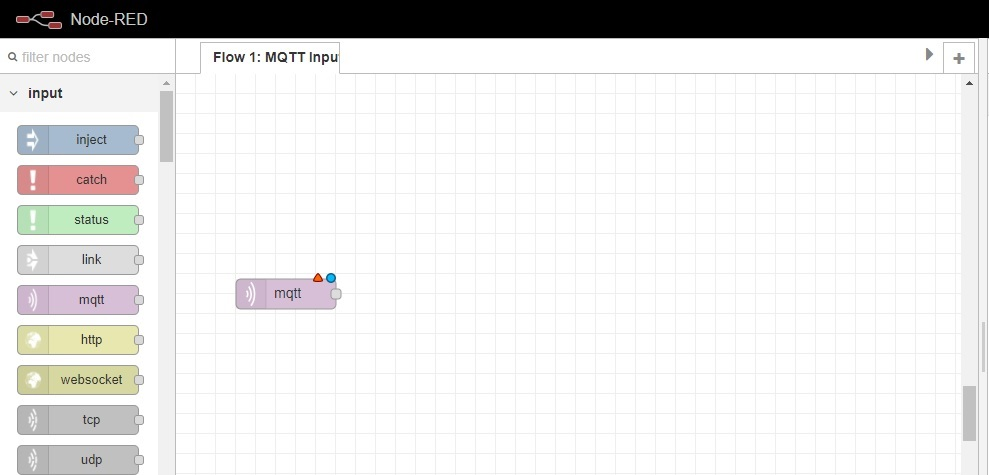 Node-RED
filter nodes
Flow 1: MQTT Inpu
input
inject
catch
status
link
mqtt
mqtt
http
websocket
tcp
udp